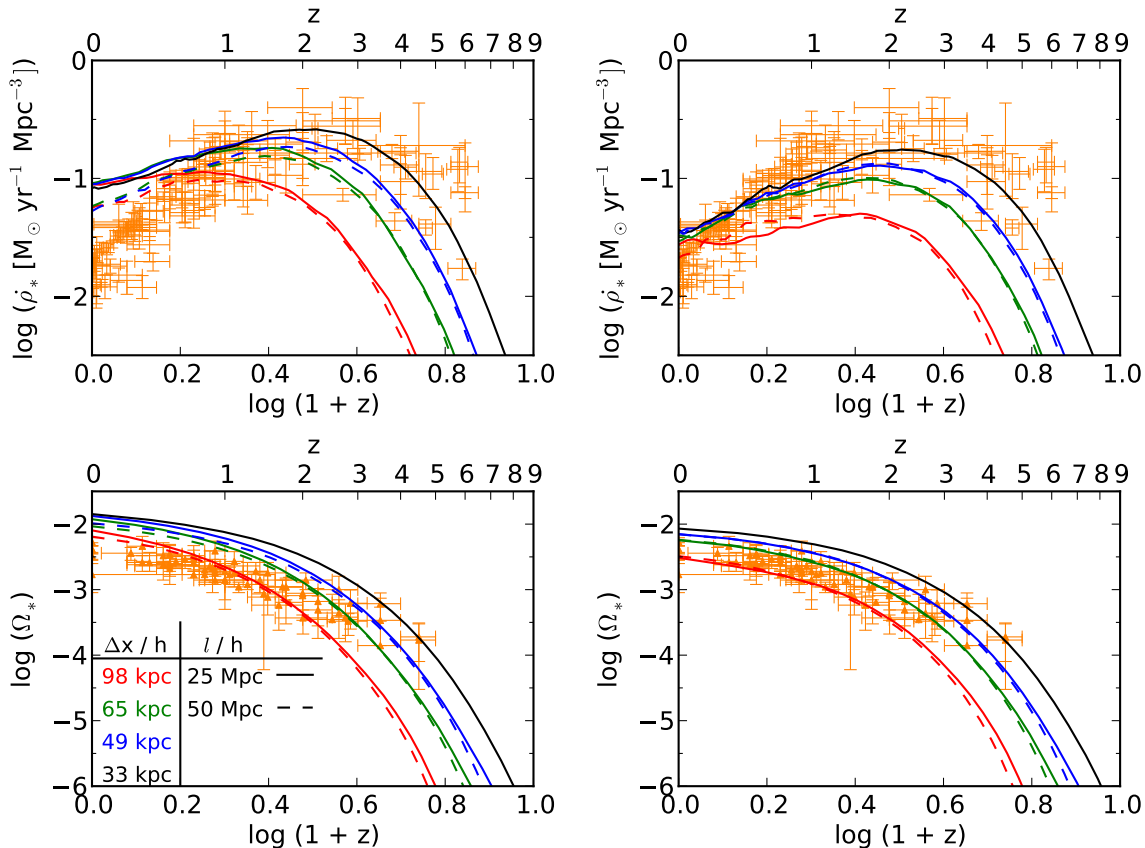 z
0 1 2 3 4 5 6 7 8 9
0
−1
−2
log (ρ̇* [M⊙ yr⁻¹ Mpc⁻³])
0.0 0.2 0.4 0.6 0.8 1.0
log (1 + z)
z
0 1 2 3 4 5 6 7 8 9
0
−1
−2
log (ρ̇* [M⊙ yr⁻¹ Mpc⁻³])
0.0 0.2 0.4 0.6 0.8 1.0
log (1 + z)
z
0 1 2 3 4 5 6 7 8 9
−2
−3
−4
−5
−6
log (Ω*)
Δx / h l / h
98 kpc 25 Mpc
65 kpc 50 Mpc
49 kpc
33 kpc
0.0 0.2 0.4 0.6 0.8 1.0
log (1 + z)
z
0 1 2 3 4 5 6 7 8 9
−2
−3
−4
−5
−6
log (Ω*)
0.0 0.2 0.4 0.6 0.8 1.0
log (1 + z)